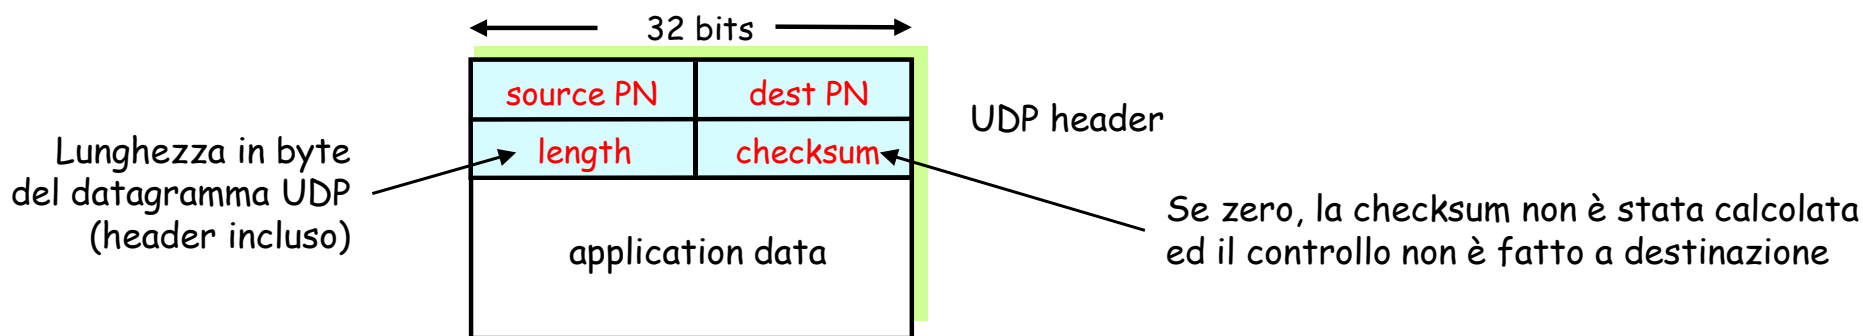 32 bits
source PN
dest PN
UDP header
Lunghezza in byte
del datagramma UDP
(header incluso)
length
checksum
Se zero, la checksum non è stata calcolata
ed il controllo non è fatto a destinazione
application data